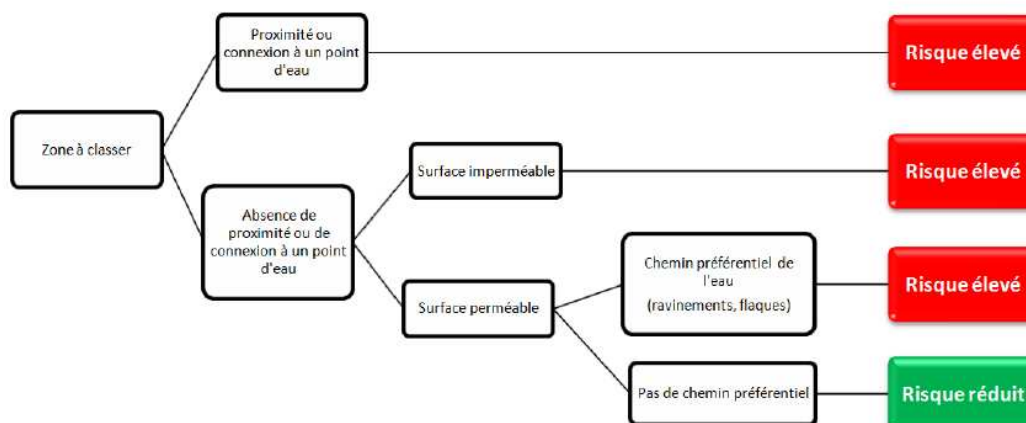 Proximité ou
connexion à un point
d'eau
Risque élevé
Zone à classer
Surface imperméable
Risque élevé
Absence de
proximité ou de
connexion à un point
d'eau
Chemin préférentiel de
l'eau
(ravinements, flaques)
Risque élevé
Surface perméable
Pas de chemin préférentiel
Risque réduit